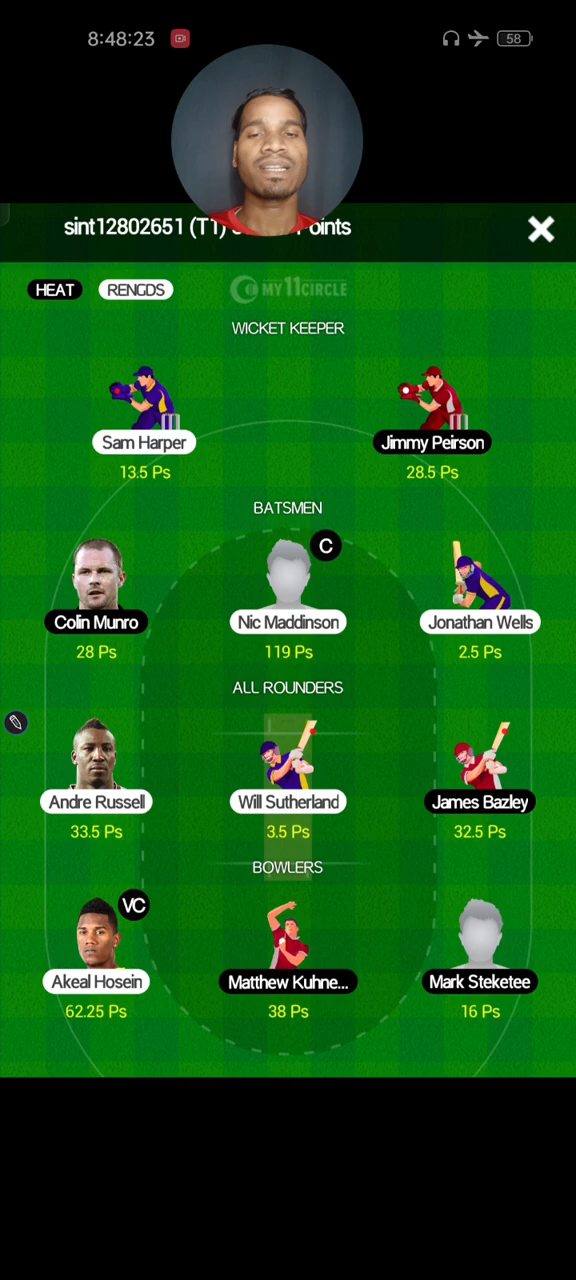 8:48:23
58
sint12802651 (T1)
HEAT
RENGDS
MY11CIRCLE
WICKET KEEPER
Sam Harper
Jimmy Peirson
13.5 Ps
28.5 Ps
BATSMEN
C
Colin Munro
Nic Maddinson
Jonathan Wells
28 Ps
119 Ps
2.5 Ps
ALL ROUNDERS
Andre Russell
Will Sutherland
James Bazley
33.5 Ps
3.5 Ps
32.5 Ps
BOWLERS
VC
Akeal Hosein
Matthew Kuhne...
Mark Steketee
62.25 Ps
38 Ps
16 Ps